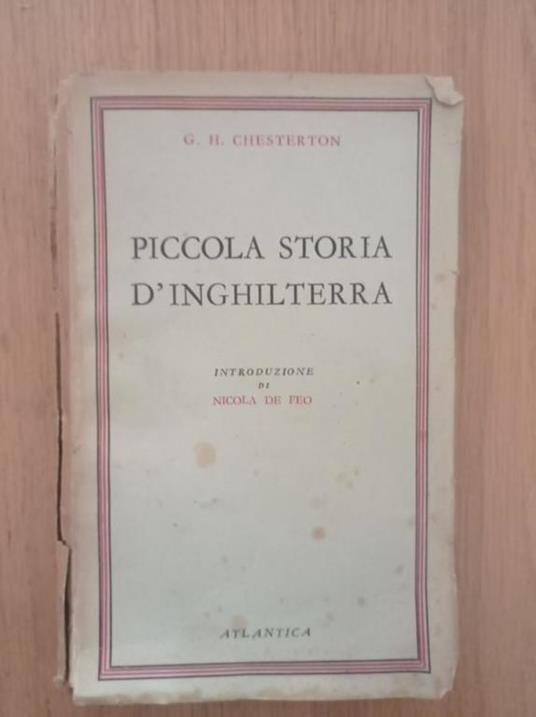 G. H. CHESTERTON
PICCOLA STORIA
D'INGHILTERRA
INTRODUZIONE
DI
NICOLA DE FEO
ATLANTICA